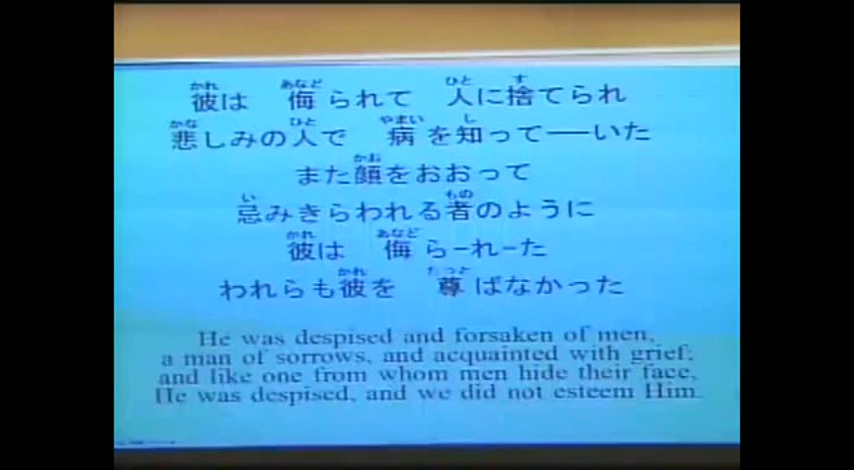 彼は 侮られて 人に捨てられ
悲しみの人で 病を知って――いた
また顔をおおって
忌みきらわれる者のように
彼は 侮ら-れ-た
われらも彼を 尊ばなかった
He was despised and forsaken of men,
a man of sorrows, and acquainted with grief;
and like one from whom men hide their face,
He was despised, and we did not esteem Him.